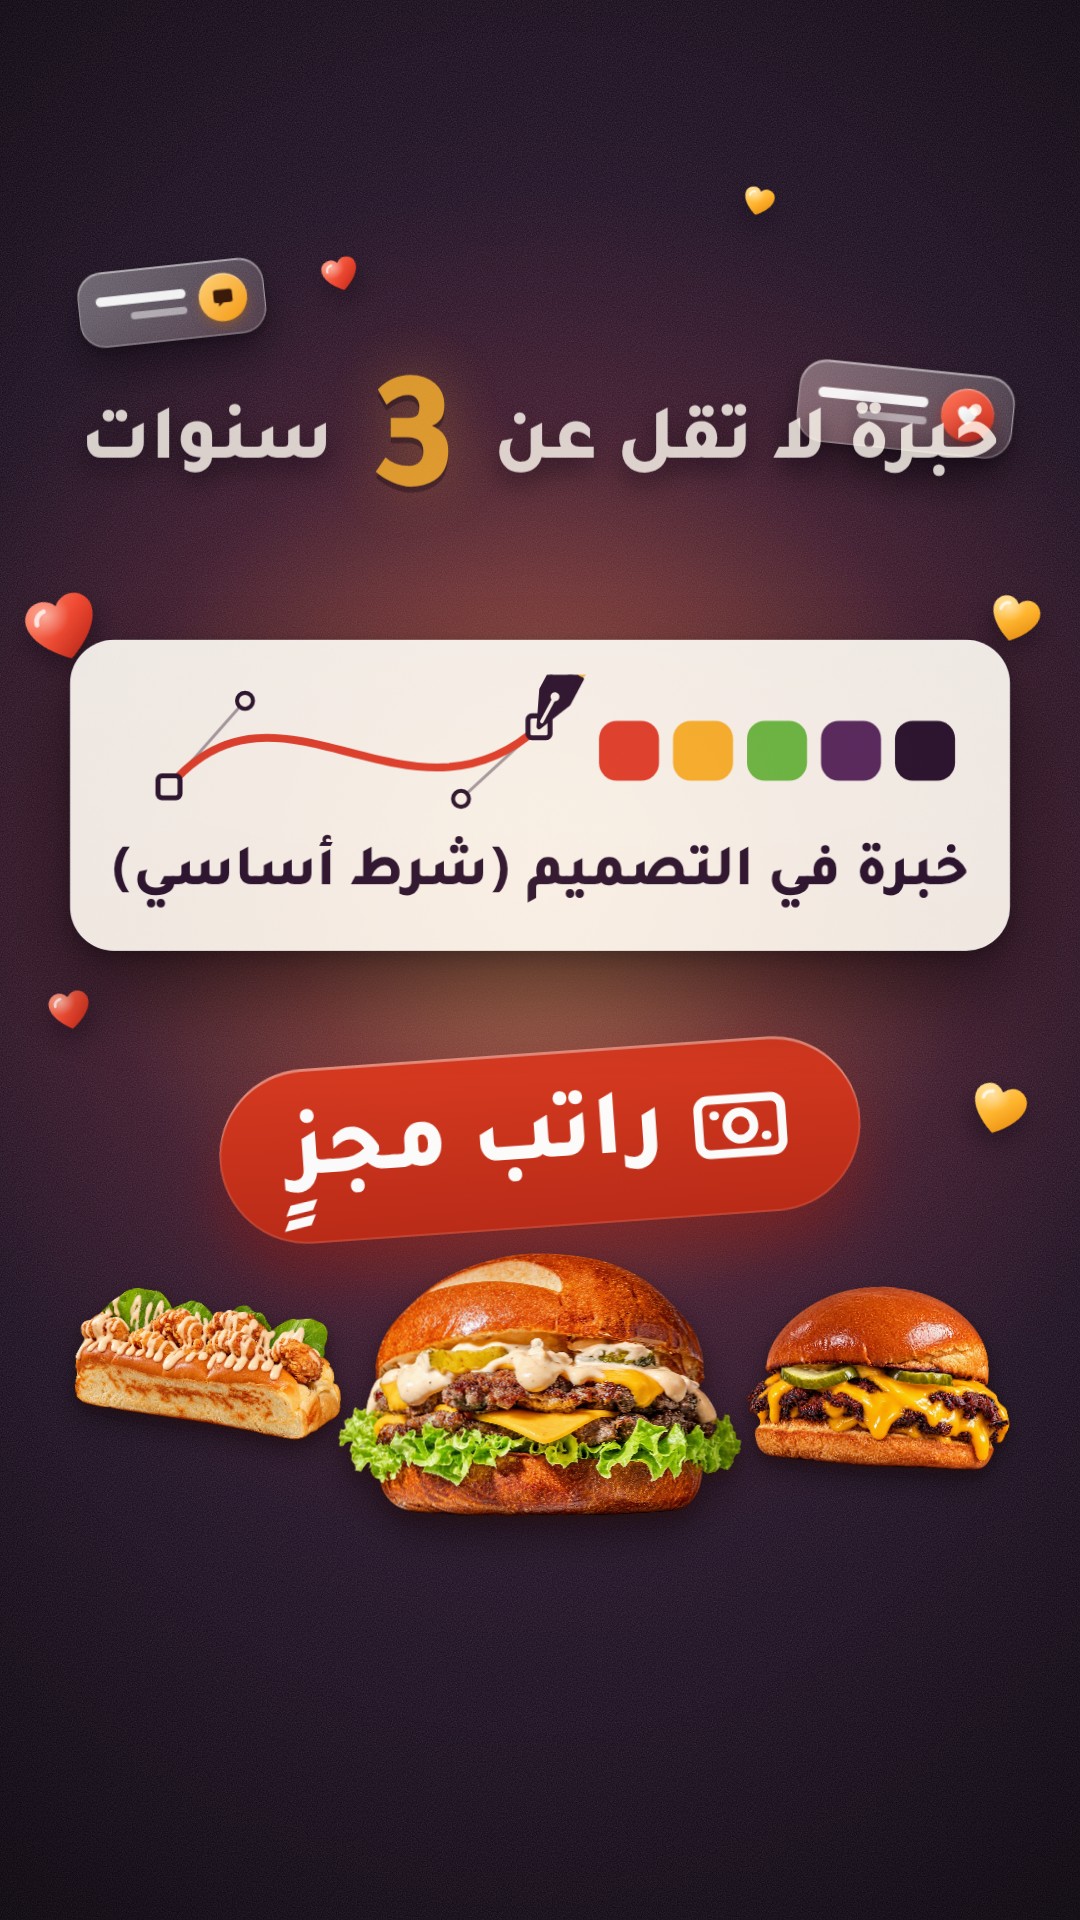 خبرة لا تقل عن 3 سنوات
خبرة في التصميم (شرط أساسي)
راتب مجزٍ